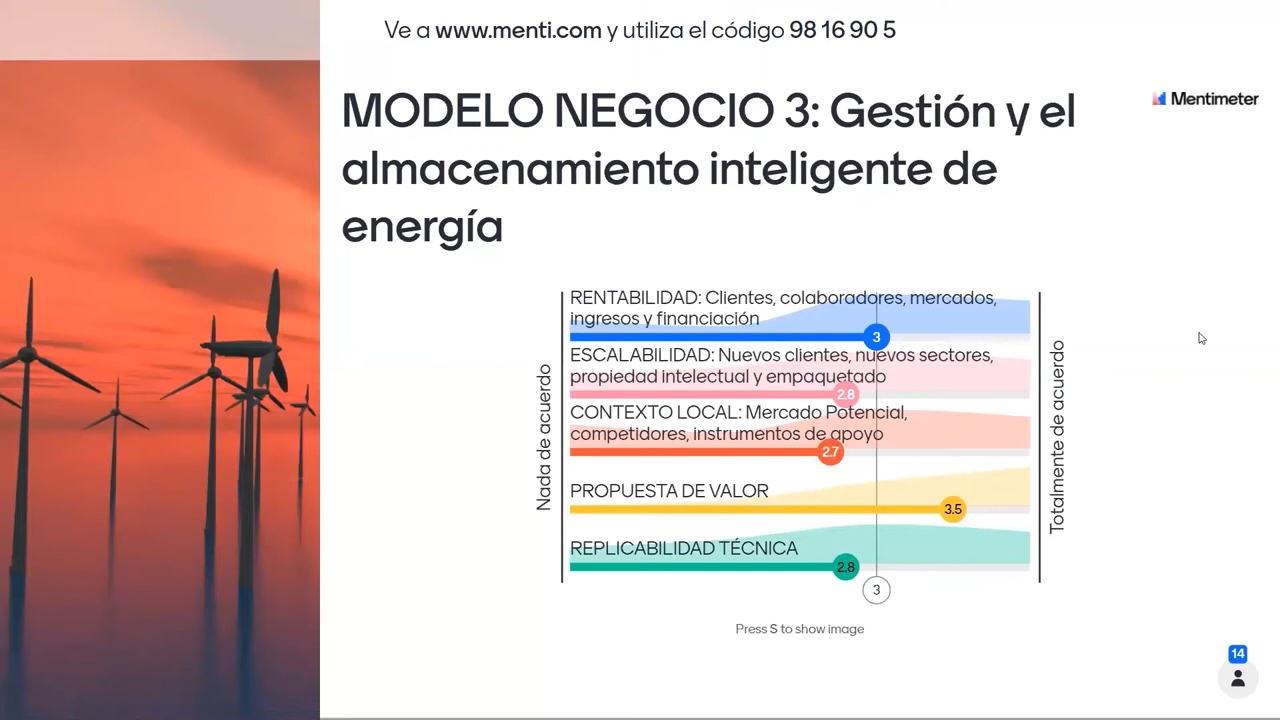 Ve a www.menti.com y utiliza el código 98 16 90 5
MODELO NEGOCIO 3: Gestión y el
almacenamiento inteligente de
energía
Mentimeter
Nada de acuerdo
RENTABILIDAD: Clientes, colaboradores, mercados,
ingresos y financiación
3
ESCALABILIDAD: Nuevos clientes, nuevos sectores,
propiedad intelectual y empaquetado
2.8
CONTEXTO LOCAL: Mercado Potencial,
competidores, instrumentos de apoyo
2.7
PROPUESTA DE VALOR
3.5
REPLICABILIDAD TÉCNICA
2.8
3
Totalmente de acuerdo
Press S to show image
14